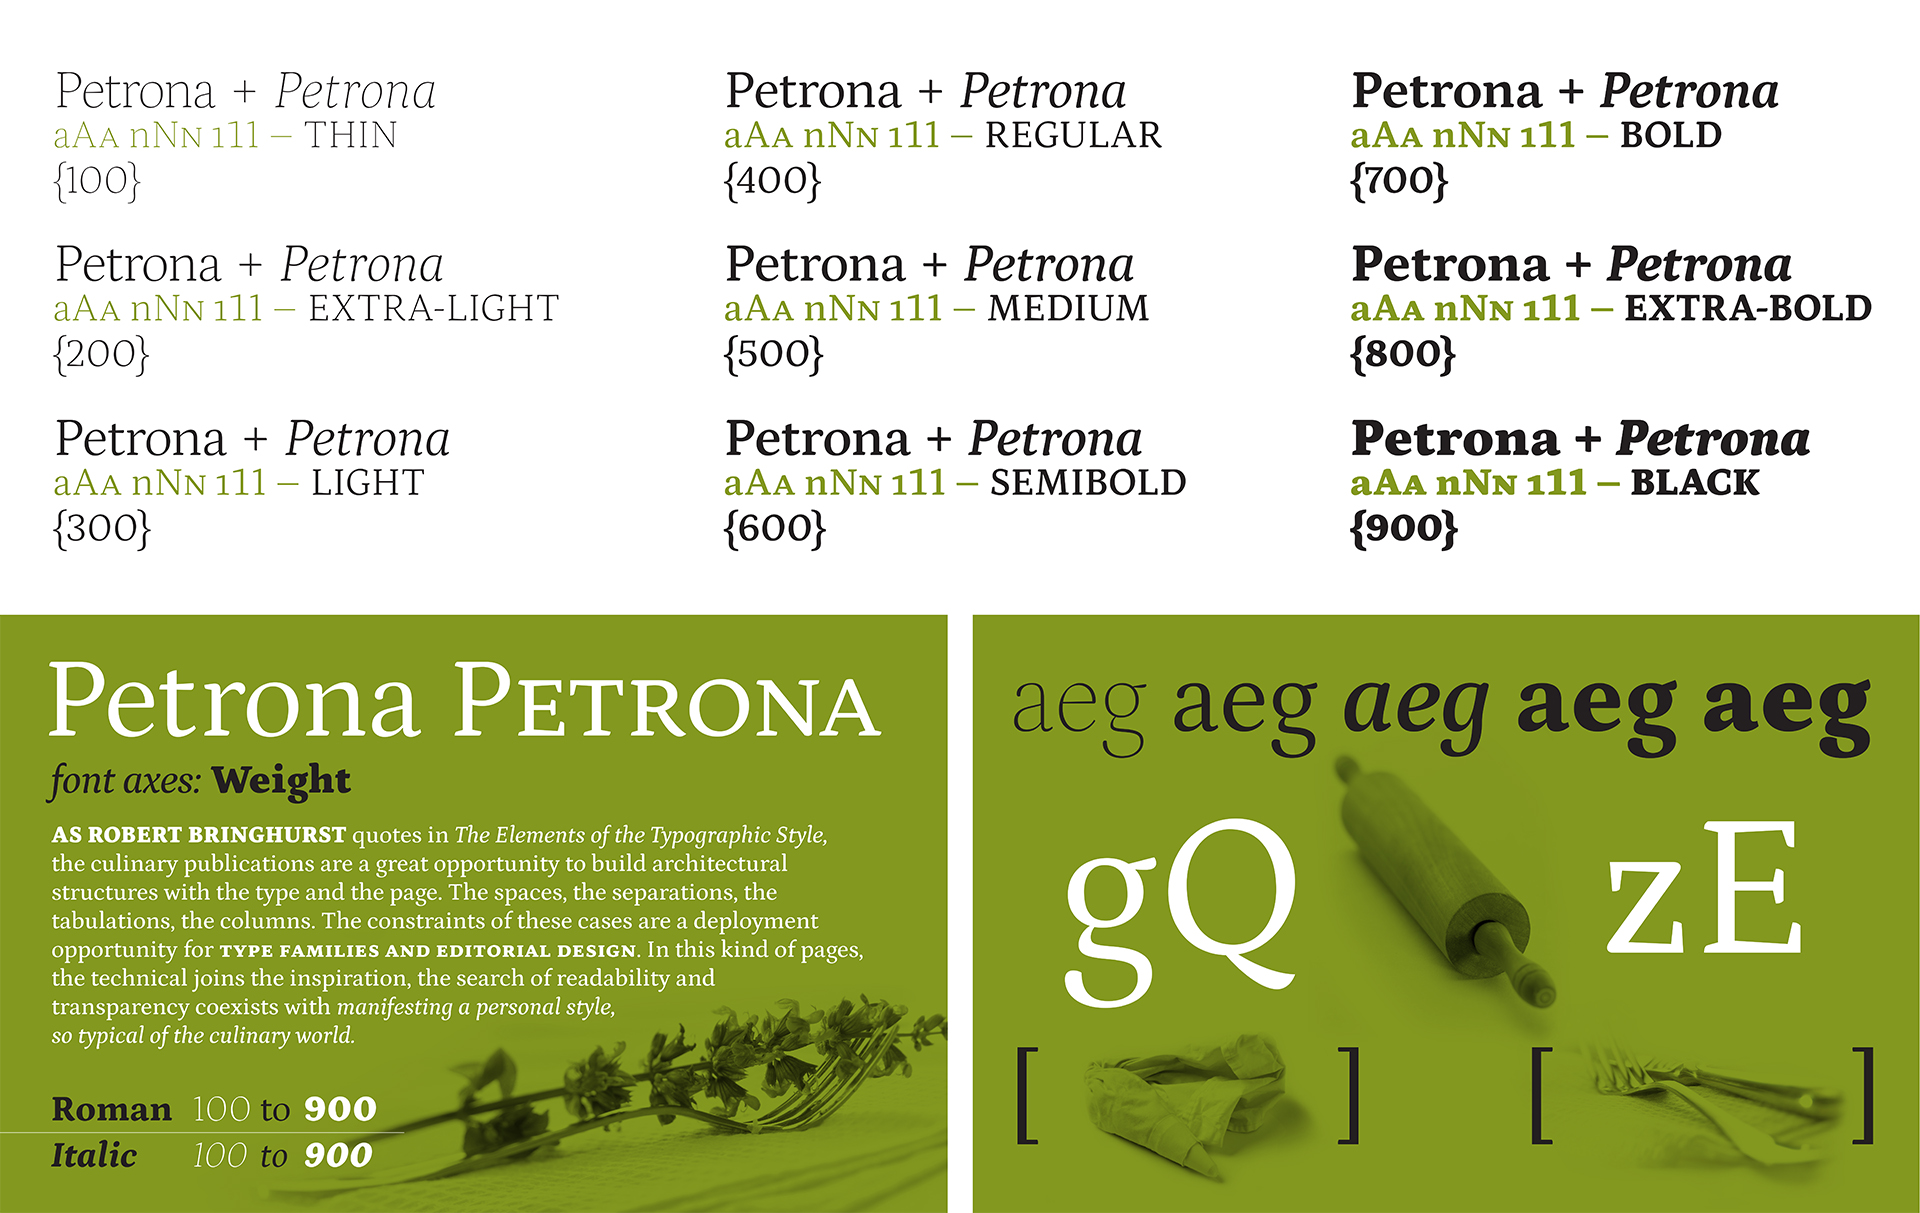 Petrona + Petrona
aAA nNN 111 – THIN
{100}
Petrona + Petrona
aAA nNN 111 – EXTRA-LIGHT
{200}
Petrona + Petrona
aAA nNN 111 – LIGHT
{300}
Petrona + Petrona
aAA nNN 111 – REGULAR
{400}
Petrona + Petrona
aAA nNN 111 – MEDIUM
{500}
Petrona + Petrona
aAA nNN 111 – SEMIBOLD
{600}
Petrona + Petrona
aAA nNN 111 – BOLD
{700}
Petrona + Petrona
aAA nNN 111 – EXTRA-BOLD
{800}
Petrona + Petrona
aAA nNN 111 – BLACK
{900}
Petrona PETRONA
font axes: Weight
AS ROBERT BRINGHURST quotes in The Elements of the Typographic Style,
the culinary publications are a great opportunity to build architectural
structures with the type and the page. The spaces, the separations, the
tabulations, the columns. The constraints of these cases are a deployment
opportunity for TYPE FAMILIES AND EDITORIAL DESIGN. In this kind of pages,
the technical joins the inspiration, the search of readability and
transparency coexists with manifesting a personal style,
so typical of the culinary world.
Roman 100 to 900
Italic 100 to 900
aeg aeg aeg aeg aeg
gQ zE
[ ] [ ]